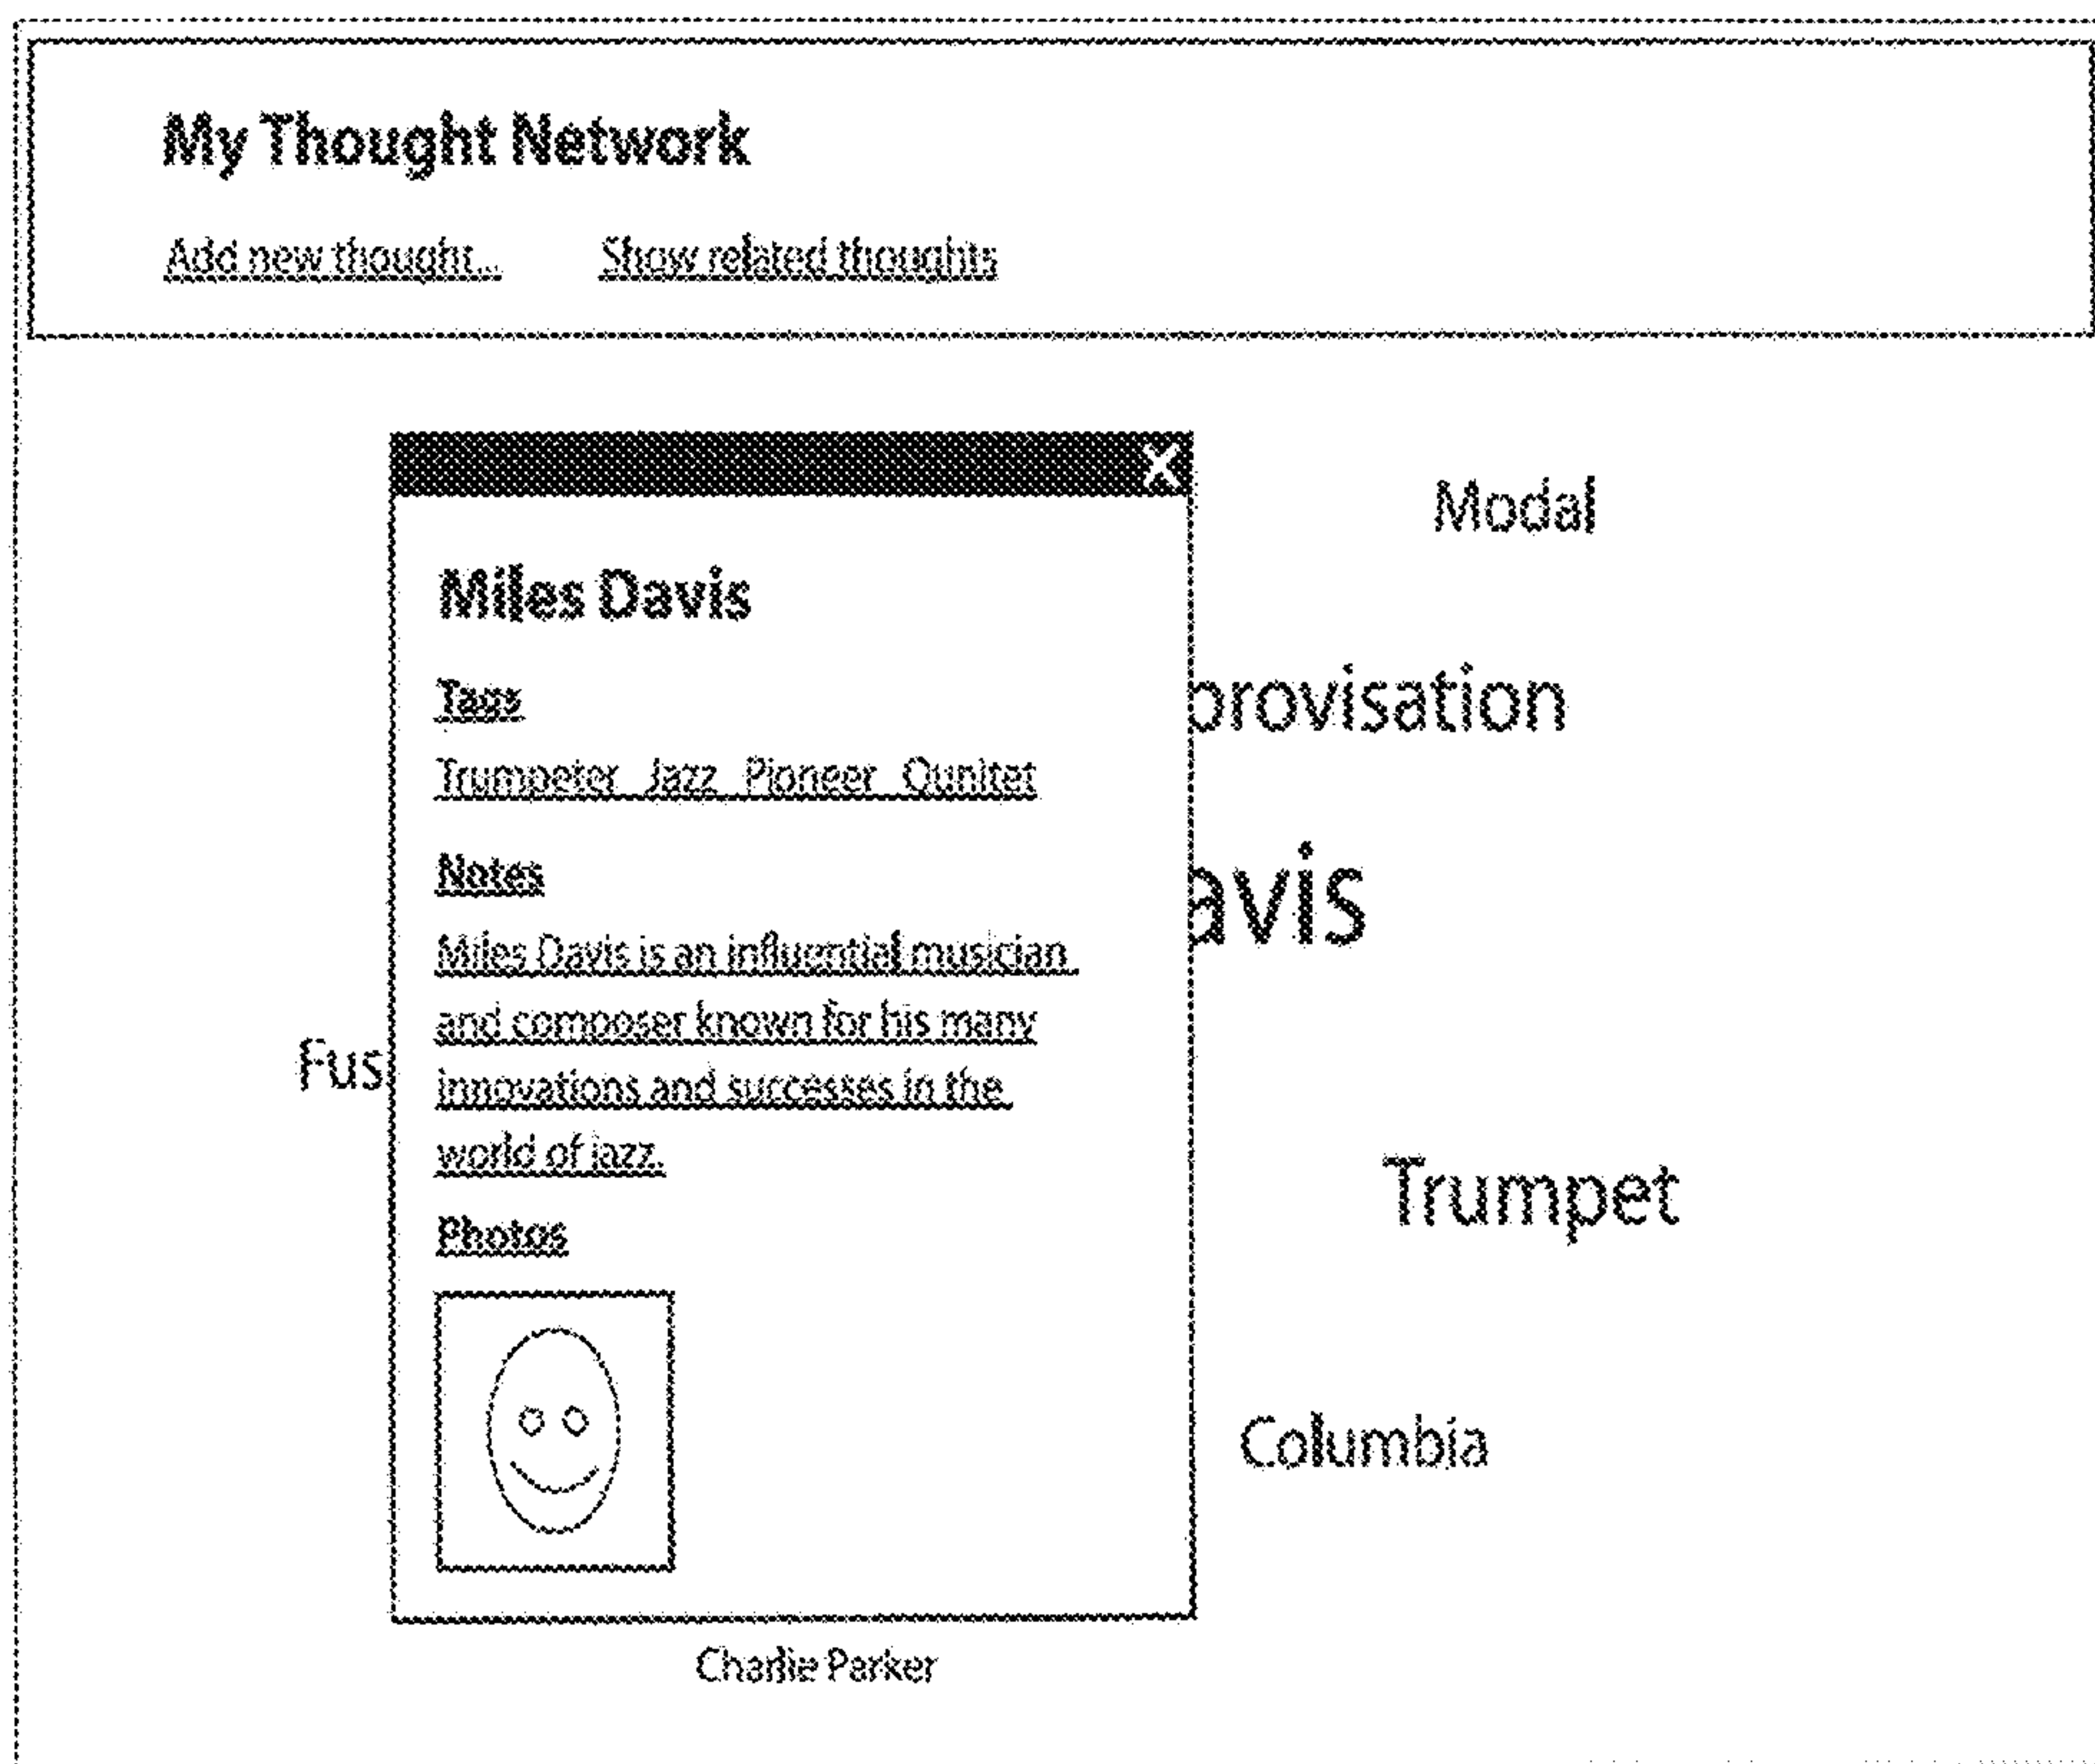 My Thought Network
Add new thought... Show related thoughts
X
Modal
Miles Davis
provisation
Tags
Trumpeter Jazz Pioneer Qunitet
avis
Notes
Miles Davis is an influential musician
and composer known for his many
Fus
innovations and successes in the
world of jazz.
Trumpet
Photos
Columbia
Charlie Parker